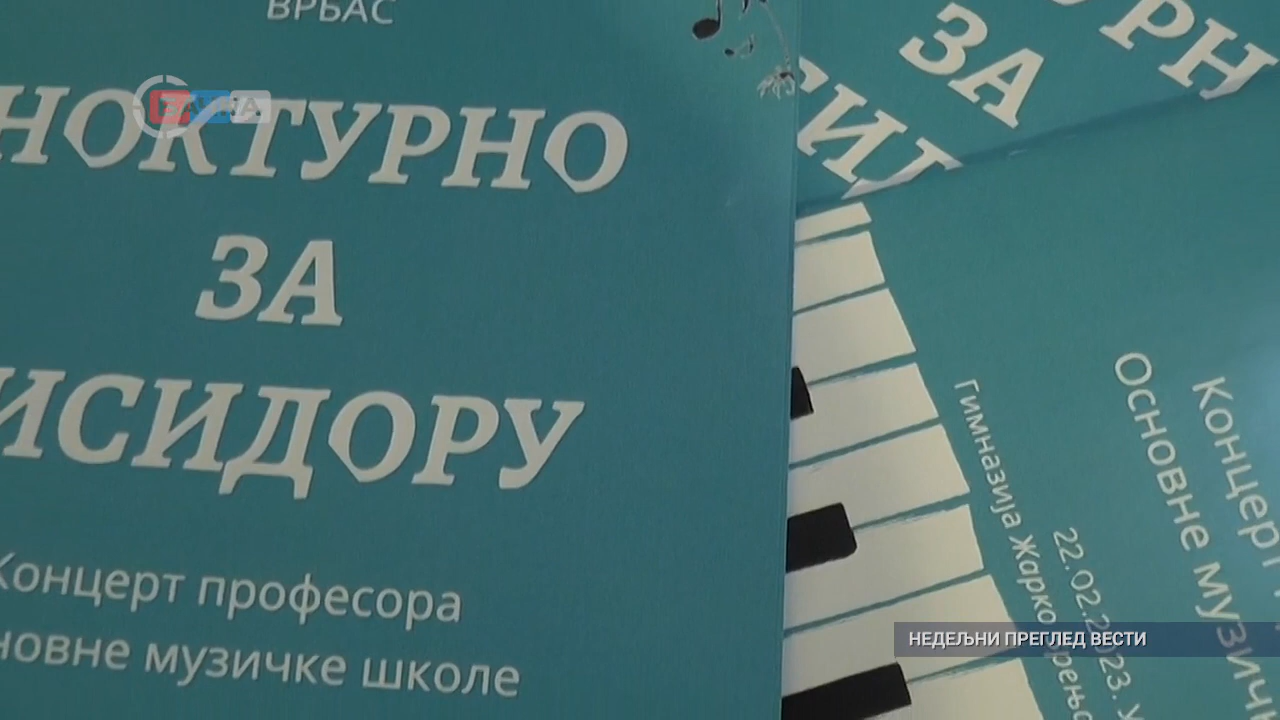 ВРБАС
НОКТУРНО
ЗА
ИСИДОРУ
Концерт професора
новне музичке школе
ЗА
Гимназија Жарко
22.02.2023. у
Концерт
Основне
НЕДЕЉНИ ПРЕГЛЕД ВЕСТИ